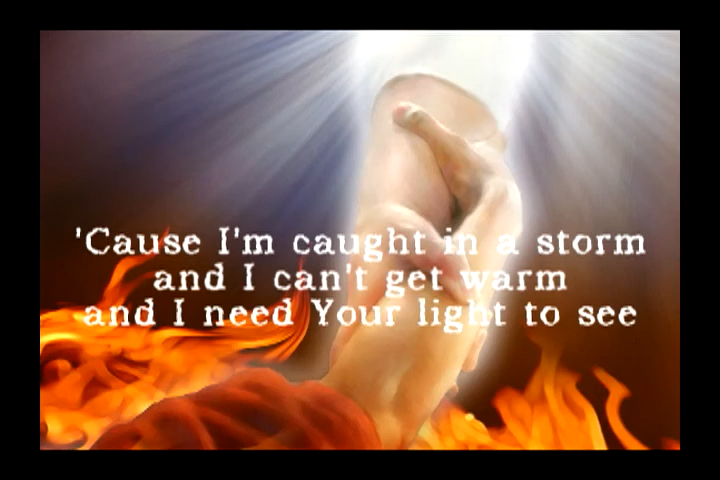 'Cause I'm caught in a storm
and I can't get warm
and I need Your light to see